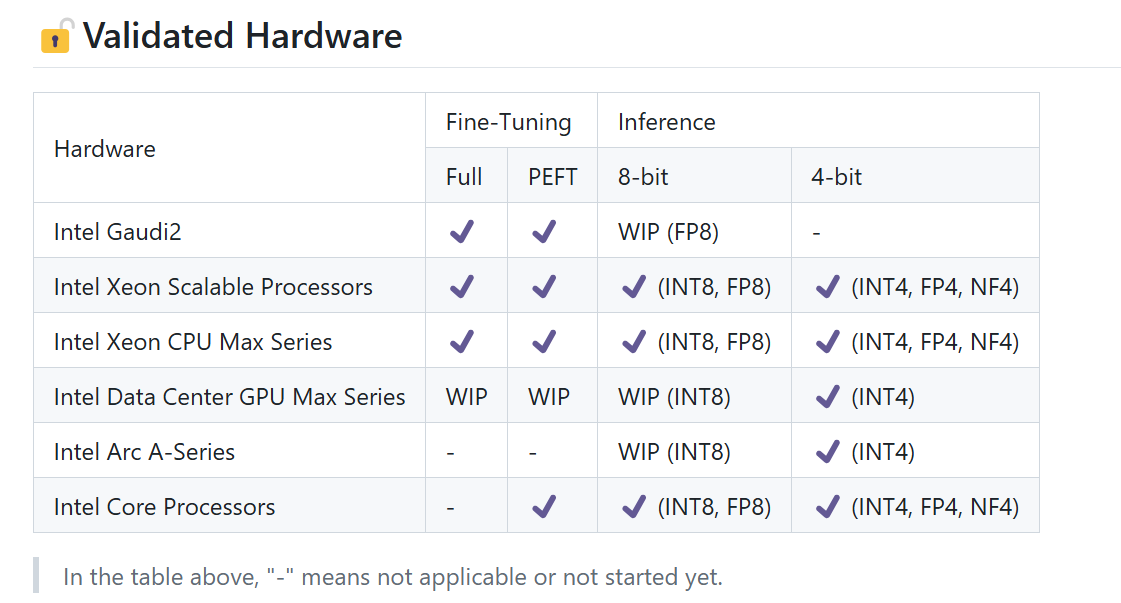 🔓 Validated Hardware
Hardware Fine-Tuning Inference
Full PEFT 8-bit 4-bit
Intel Gaudi2 ✔ ✔ WIP (FP8) -
Intel Xeon Scalable Processors ✔ ✔ ✔ (INT8, FP8) ✔ (INT4, FP4, NF4)
Intel Xeon CPU Max Series ✔ ✔ ✔ (INT8, FP8) ✔ (INT4, FP4, NF4)
Intel Data Center GPU Max Series WIP WIP WIP (INT8) ✔ (INT4)
Intel Arc A-Series - - WIP (INT8) ✔ (INT4)
Intel Core Processors - ✔ ✔ (INT8, FP8) ✔ (INT4, FP4, NF4)
In the table above, "-" means not applicable or not started yet.